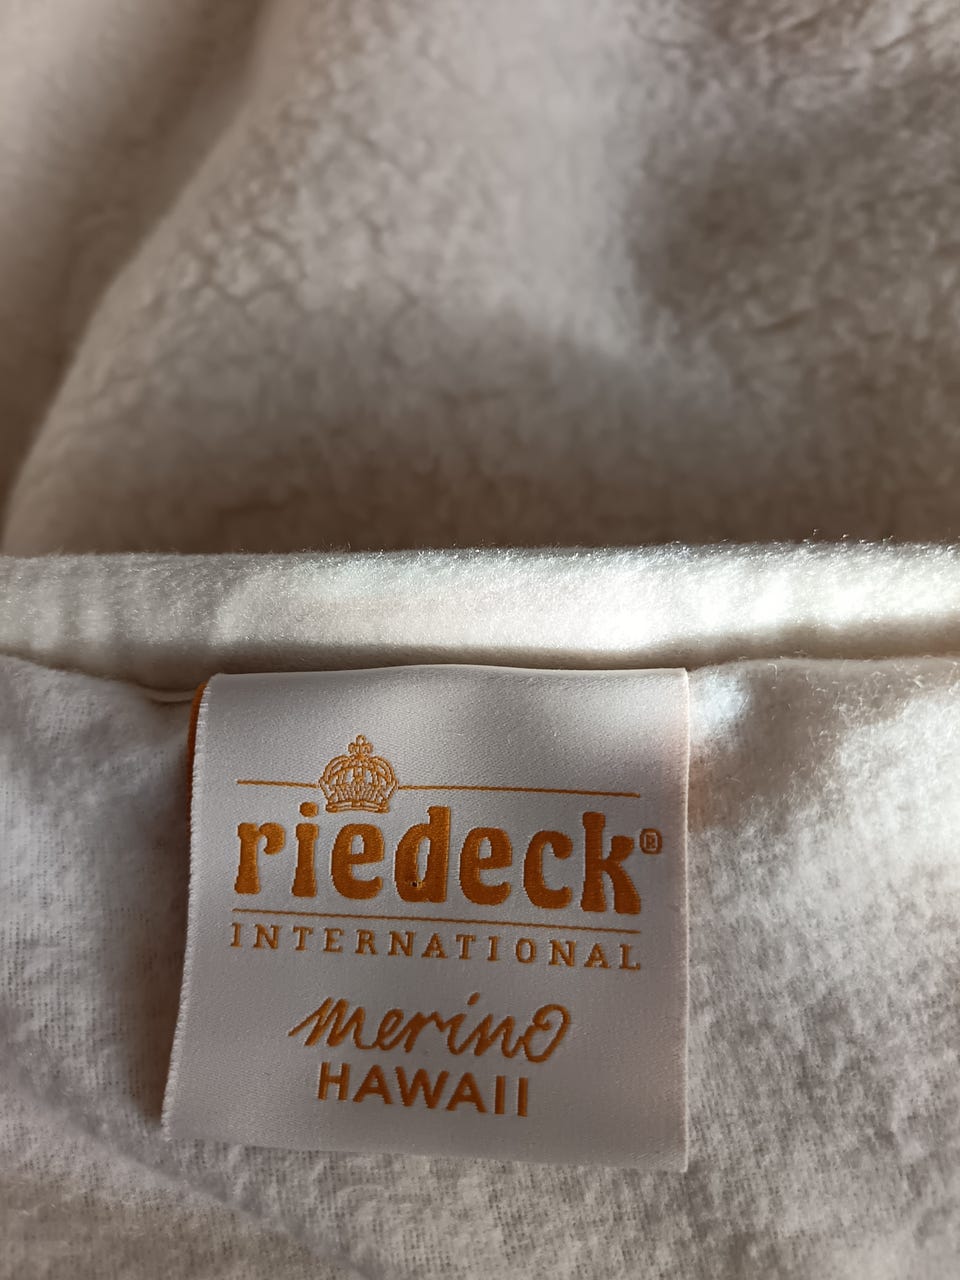 riedeck®
INTERNATIONAL
merino
HAWAII